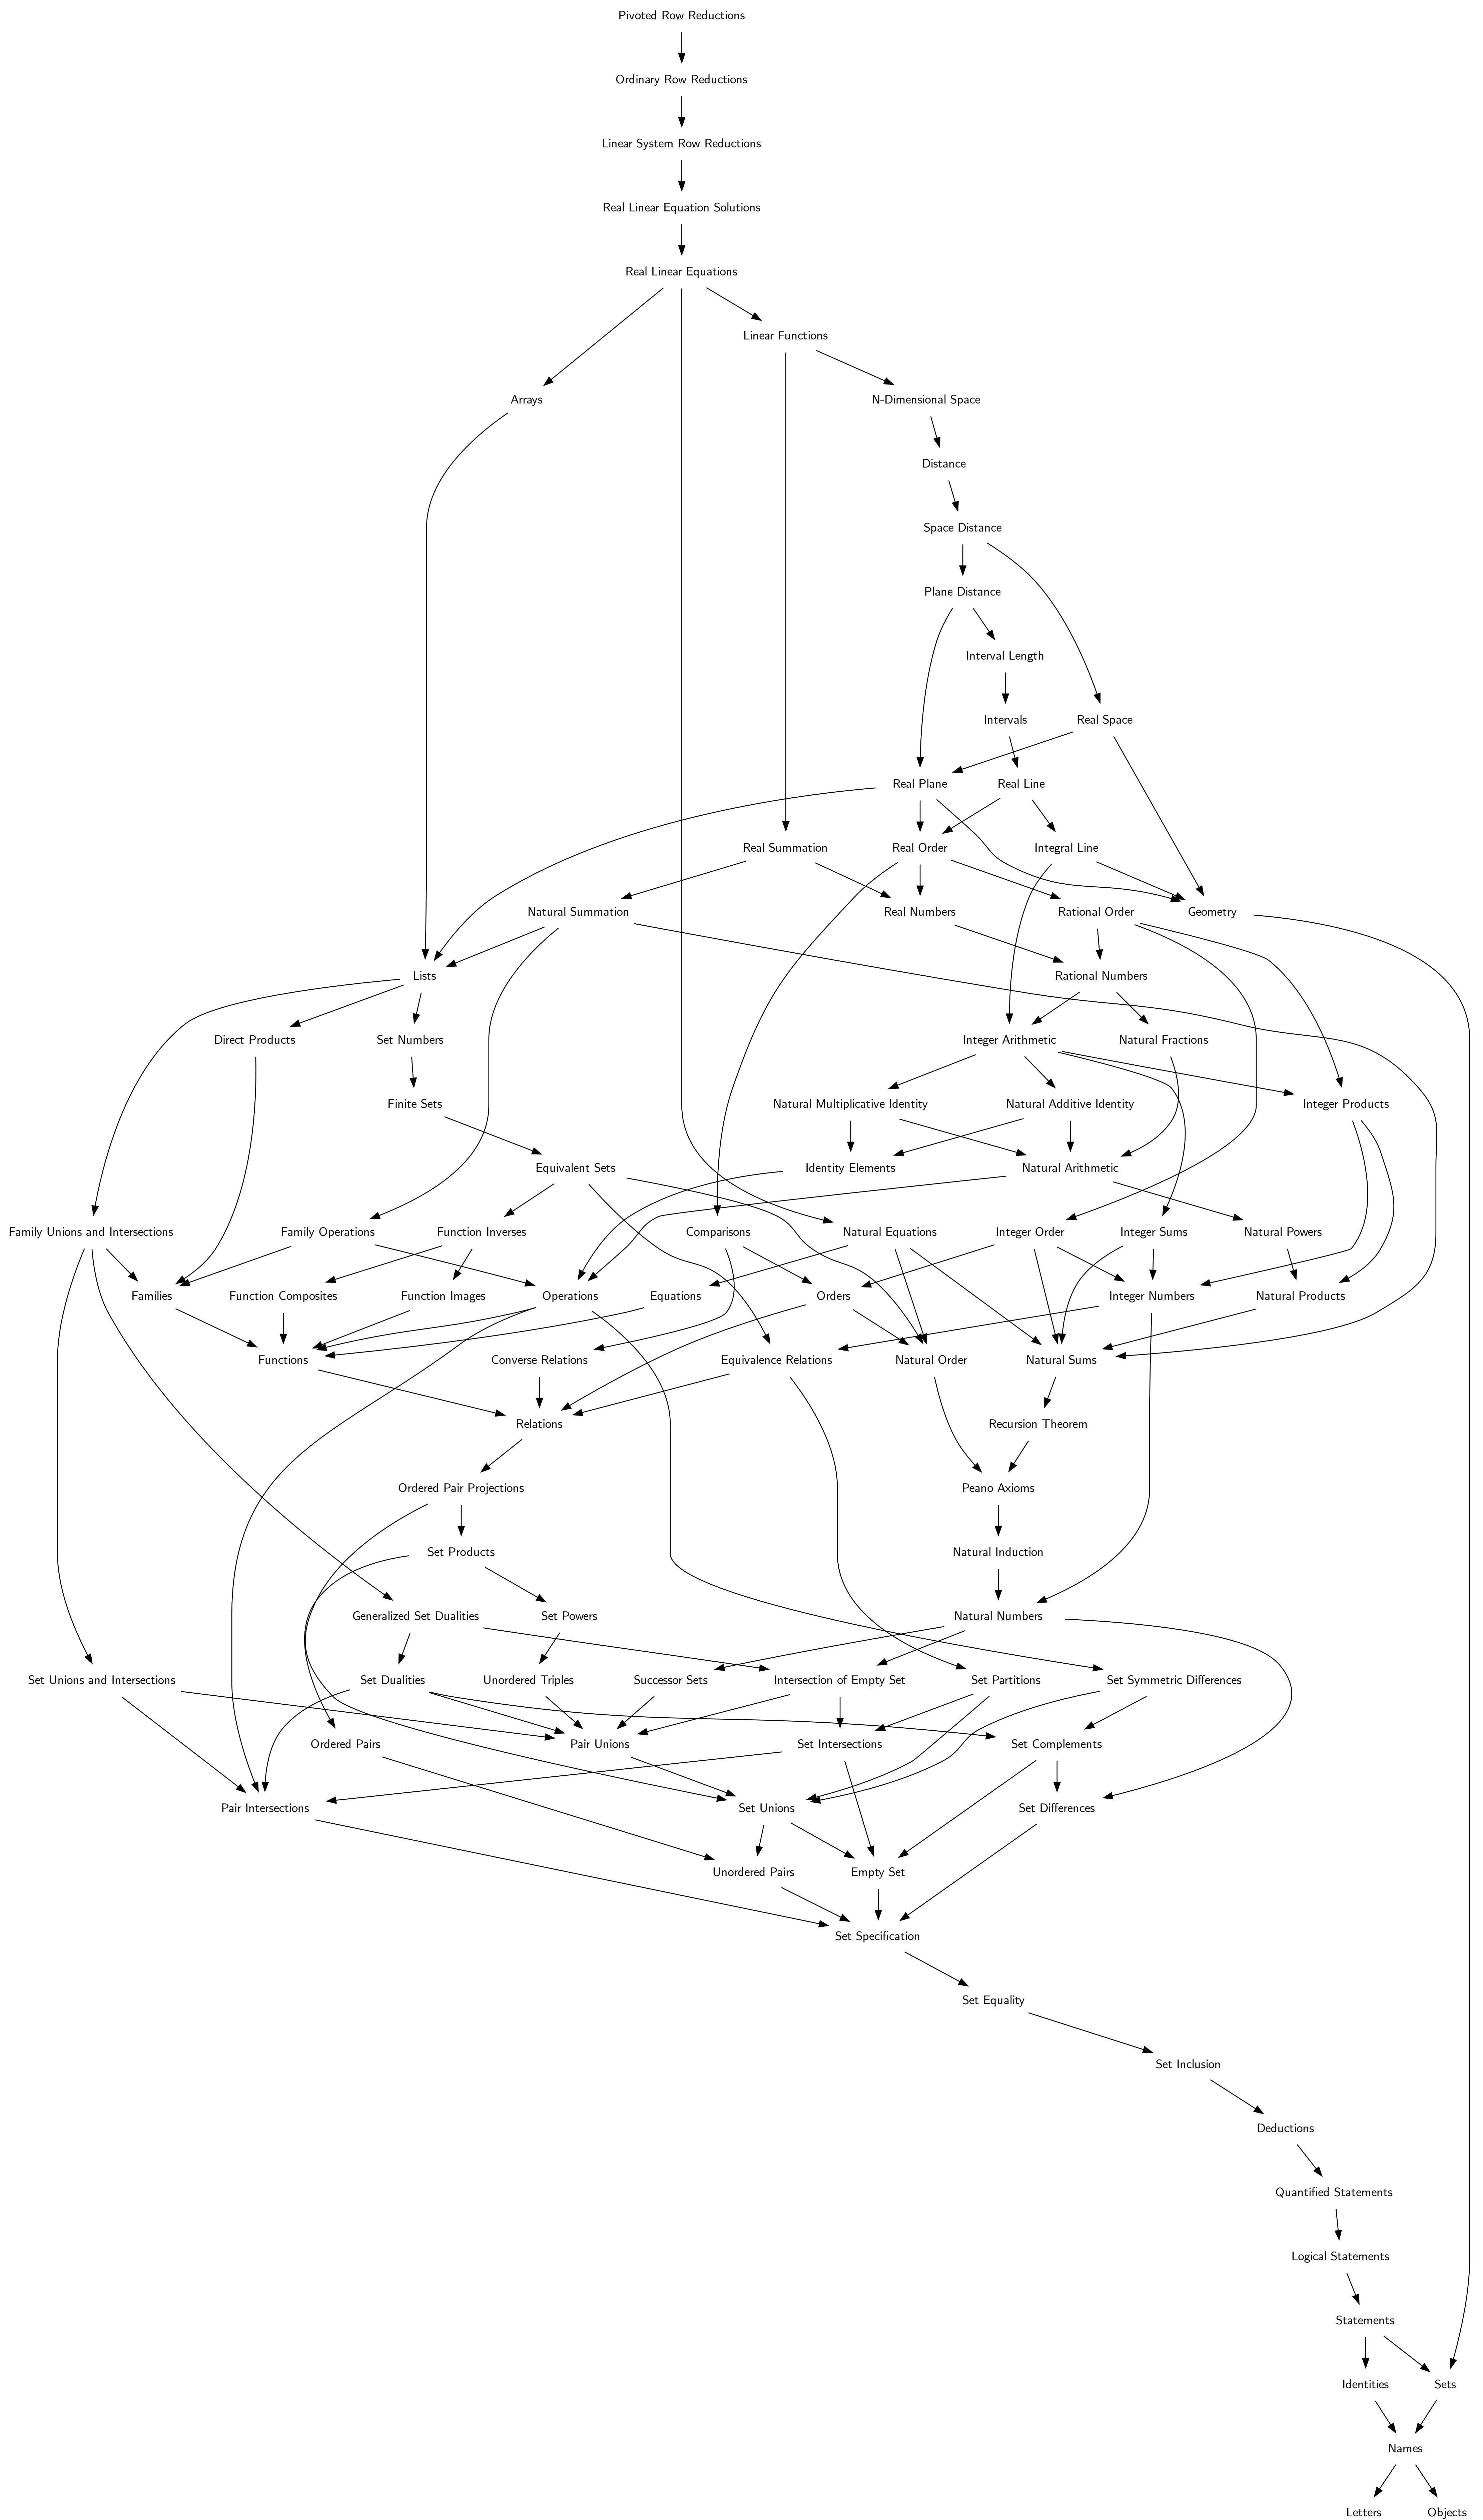 Pivoted Row Reductions
Ordinary Row Reductions
Linear System Row Reductions
Real Linear Equation Solutions
Real Linear Equations
Linear Functions
Arrays
N-Dimensional Space
Distance
Space Distance
Plane Distance
Interval Length
Intervals
Real Space
Real Plane
Real Line
Real Summation
Real Order
Integral Line
Natural Summation
Real Numbers
Rational Order
Geometry
Lists
Rational Numbers
Direct Products
Set Numbers
Integer Arithmetic
Natural Fractions
Finite Sets
Natural Multiplicative Identity
Natural Additive Identity
Integer Products
Equivalent Sets
Identity Elements
Natural Arithmetic
Family Unions and Intersections
Family Operations
Function Inverses
Comparisons
Natural Equations
Integer Order
Integer Sums
Natural Powers
Families
Function Composites
Function Images
Operations
Equations
Orders
Integer Numbers
Natural Products
Functions
Converse Relations
Equivalence Relations
Natural Order
Natural Sums
Relations
Recursion Theorem
Ordered Pair Projections
Peano Axioms
Set Products
Natural Induction
Generalized Set Dualities
Set Powers
Natural Numbers
Set Unions and Intersections
Set Dualities
Unordered Triples
Successor Sets
Intersection of Empty Set
Set Partitions
Set Symmetric Differences
Ordered Pairs
Pair Unions
Set Intersections
Set Complements
Pair Intersections
Set Unions
Set Differences
Unordered Pairs
Empty Set
Set Specification
Set Equality
Set Inclusion
Deductions
Quantified Statements
Logical Statements
Statements
Identities
Sets
Names
Letters
Objects